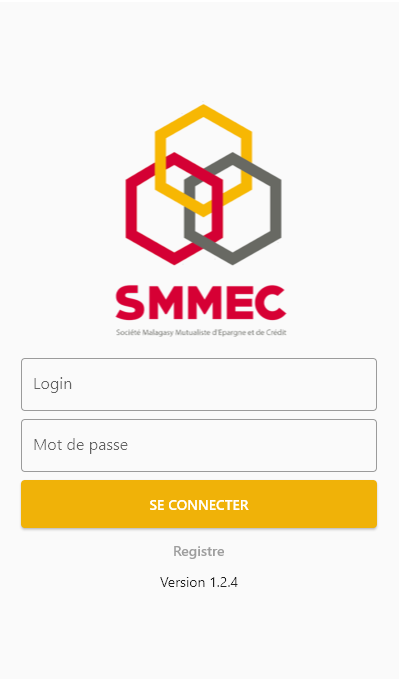 SMMEC
Société Malagasy Mutualiste d'Epargne et de Crédit
Login
Mot de passe
SE CONNECTER
Registre
Version 1.2.4